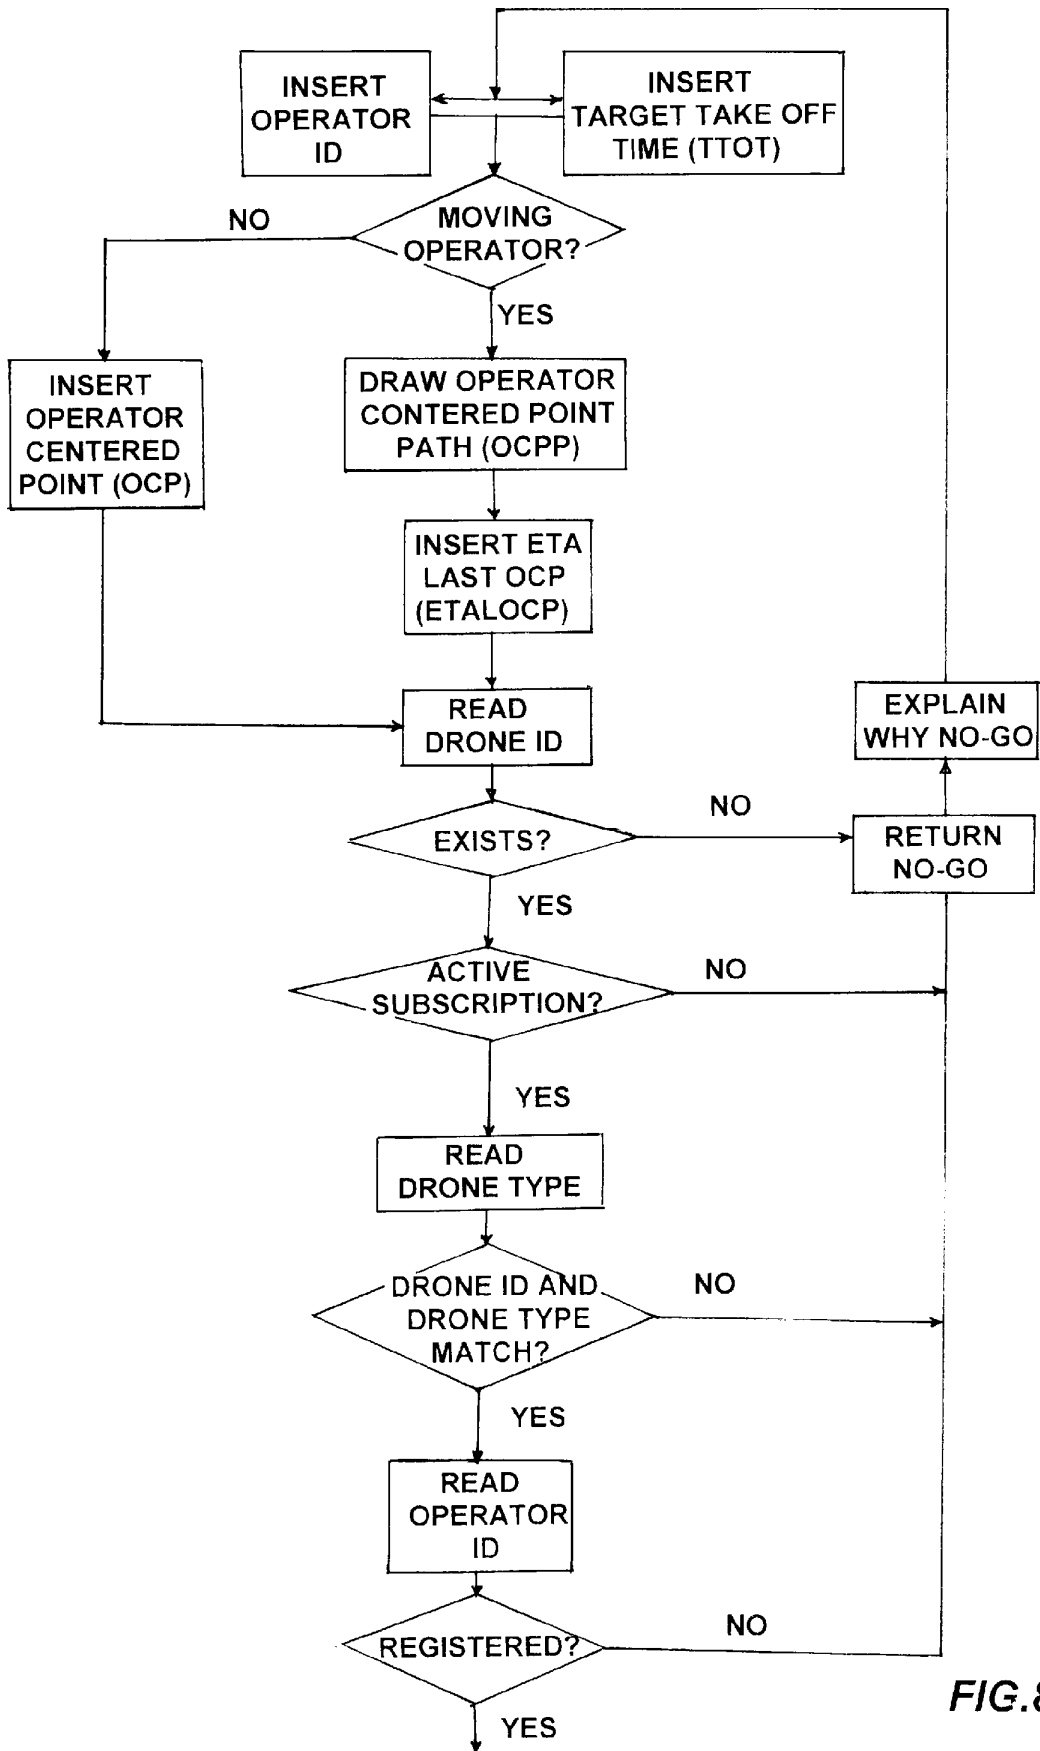 INSERT
OPERATOR
ID
INSERT
TARGET TAKE OFF
TIME (TTOT)
MOVING
OPERATOR?
NO
YES
INSERT
OPERATOR
CENTERED
POINT (OCP)
DRAW OPERATOR
CONTERED POINT
PATH (OCPP)
INSERT ETA
LAST OCP
(ETALOCP)
READ
DRONE ID
EXPLAIN
WHY NO-GO
EXISTS?
NO
RETURN
NO-GO
YES
ACTIVE
SUBSCRIPTION?
NO
YES
READ
DRONE TYPE
DRONE ID AND
DRONE TYPE
MATCH?
NO
YES
READ
OPERATOR
ID
REGISTERED?
NO
YES
FIG.8